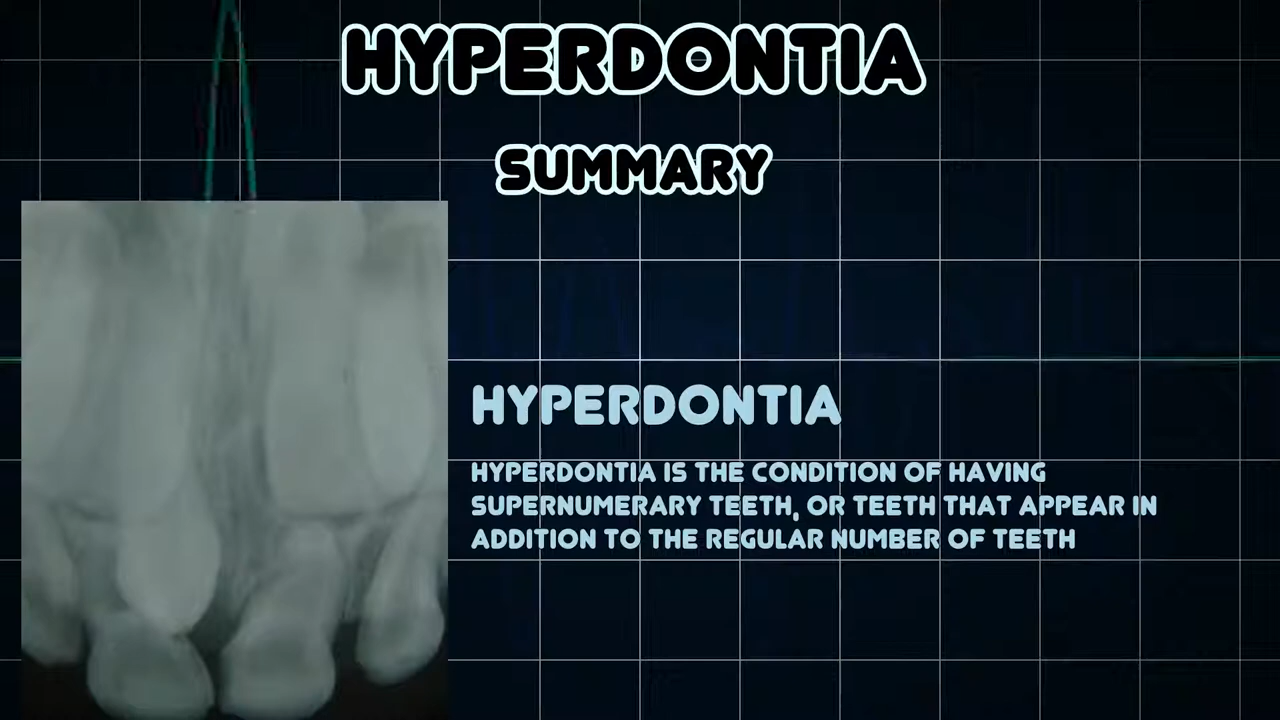 HYPERDONTIA
SUMMARY
HYPERDONTIA
HYPERDONTIA IS THE CONDITION OF HAVING
SUPERNUMERARY TEETH, OR TEETH THAT APPEAR IN
ADDITION TO THE REGULAR NUMBER OF TEETH